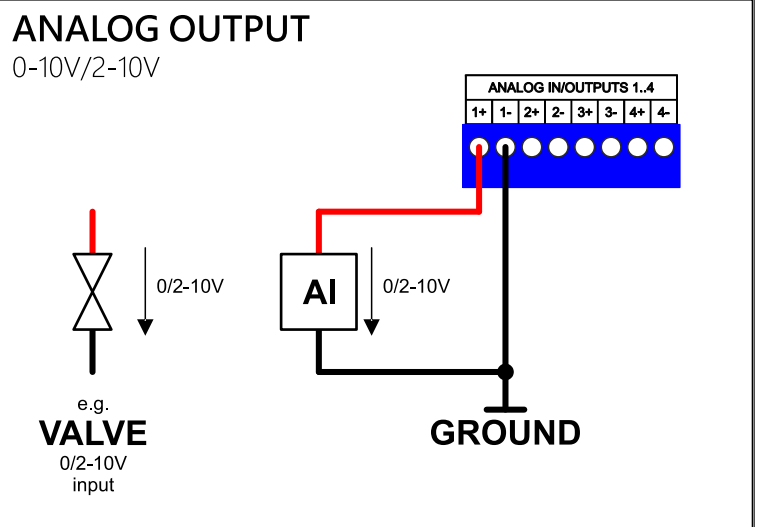 ANALOG OUTPUT
0-10V/2-10V
ANALOG IN/OUTPUTS 1..4
1+ 1- 2+ 2- 3+ 3- 4+ 4-
0/2-10V
AI
0/2-10V
e.g.
VALVE
0/2-10V
input
GROUND